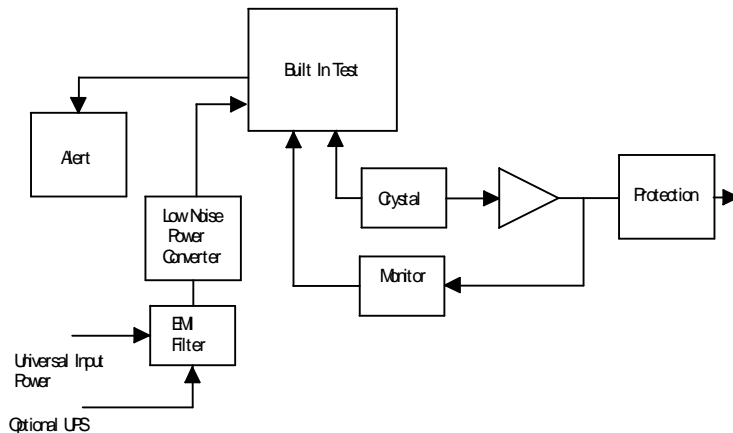 Built In Test
Alert
Crystal
Protection
Low Noise
Power
Converter
Monitor
EMI
Filter
Universal Input
Power
Optional UPS